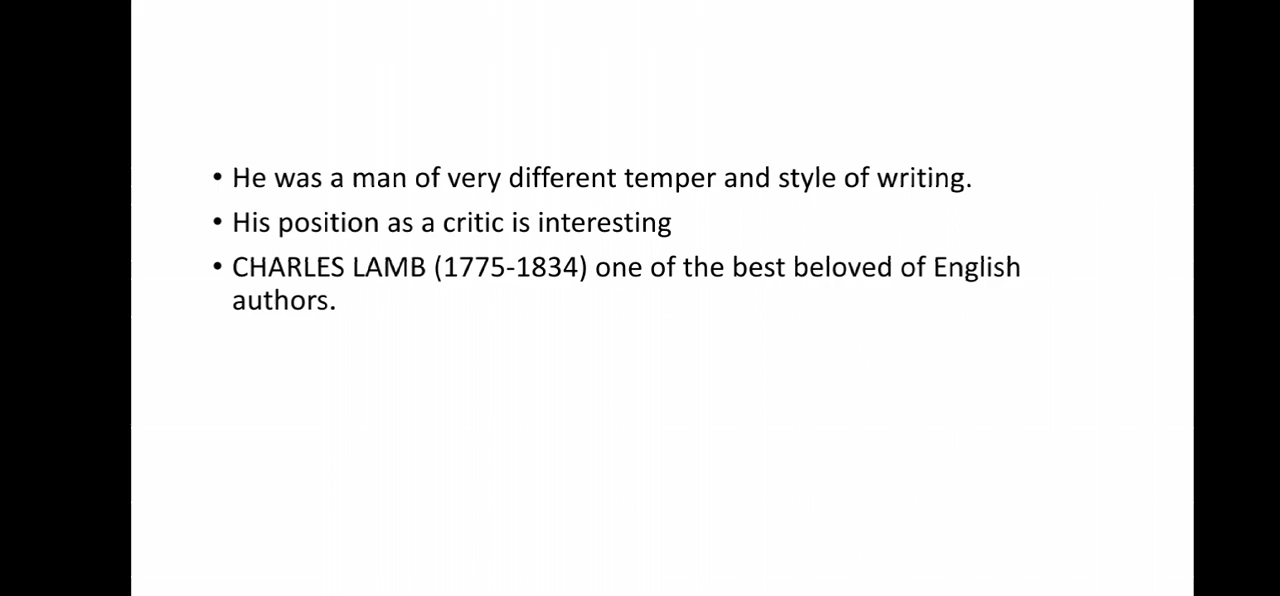 • He was a man of very different temper and style of writing.
• His position as a critic is interesting
• CHARLES LAMB (1775-1834) one of the best beloved of English
authors.